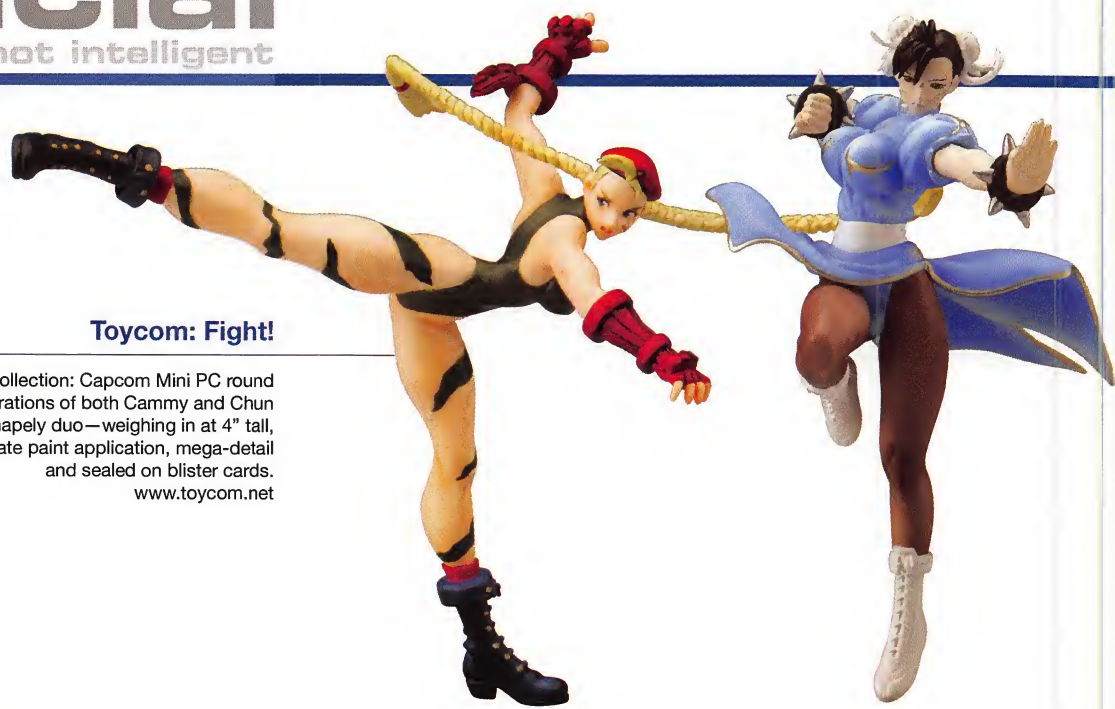 not intelligent
Toycom: Fight!
ollection: Capcom Mini PC round
rations of both Cammy and Chun
napely duo—weighing in at 4” tall,
ate paint application, mega-detail
and sealed on blister cards.
www.toycom.net